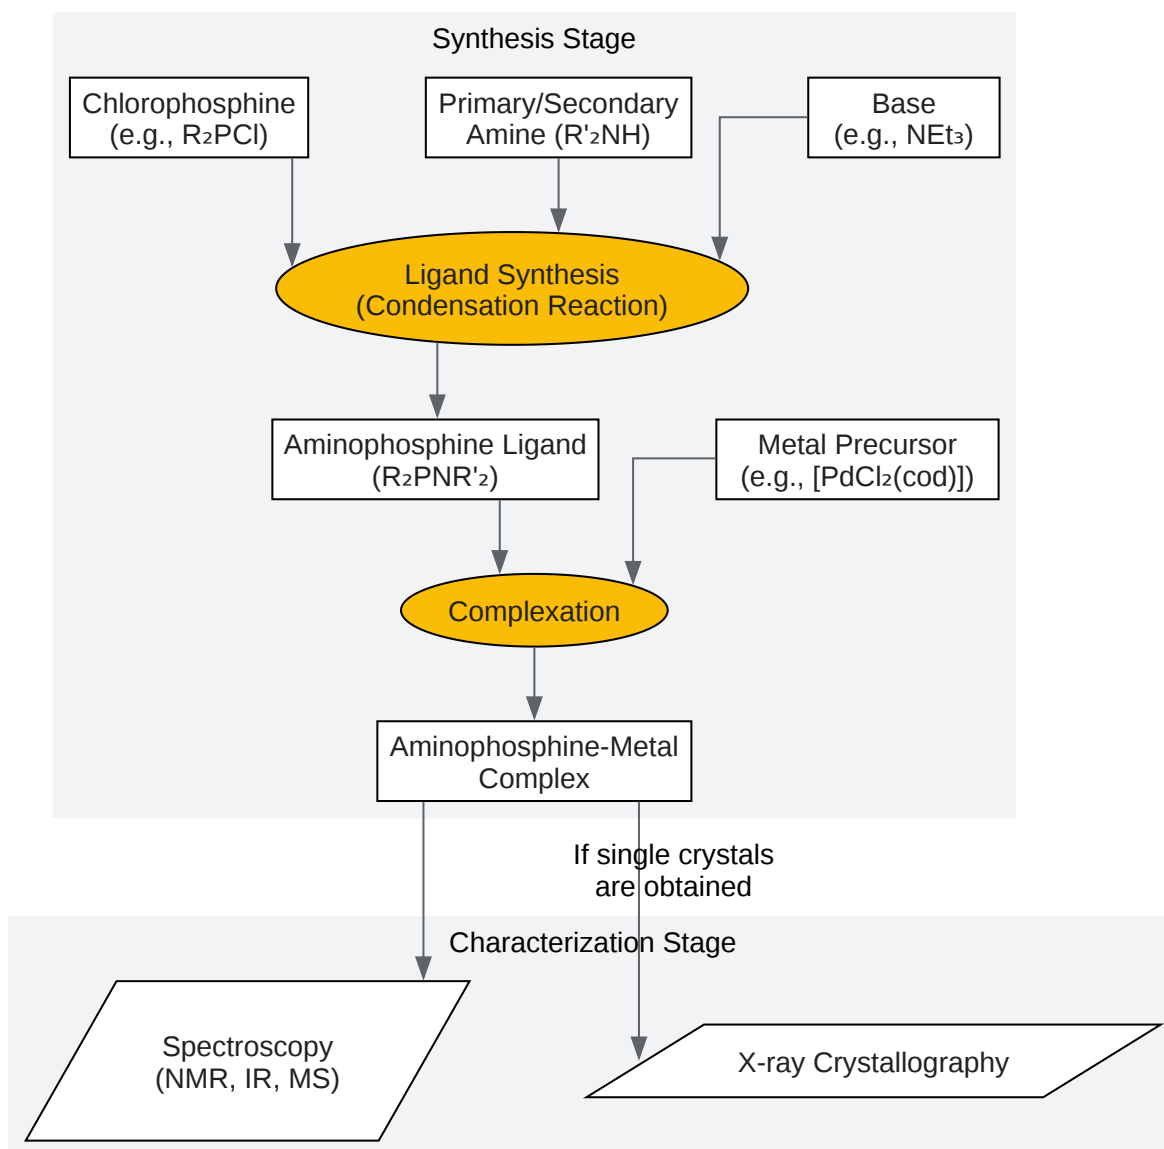 Synthesis Stage
Chlorophosphine
(e.g., R₂PCl)
Primary/Secondary
Amine (R'₂NH)
Base
(e.g., NEt₃)
Ligand Synthesis
(Condensation Reaction)
Aminophosphine Ligand
(R₂PNR'₂)
Metal Precursor
(e.g., [PdCl₂(cod)])
Complexation
Aminophosphine-Metal
Complex
If single crystals
are obtained
Characterization Stage
Spectroscopy
(NMR, IR, MS)
X-ray Crystallography